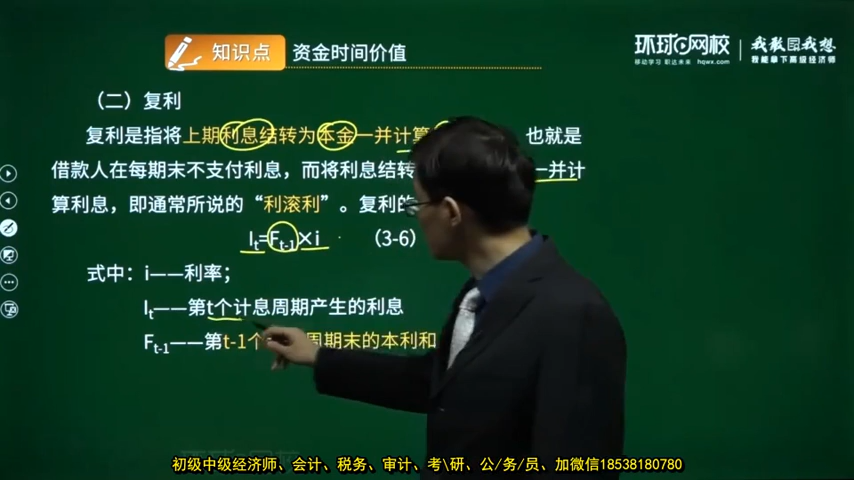 知识点 资金时间价值
环球网校
移动学习 职达未来 hqwx.com
我敢我想
我能拿下高级经济师
（二）复利
复利是指将上期利息结转为本金一并计算 也就是
借款人在每期末不支付利息，而将利息结转 一并计
算利息，即通常所说的“利滚利”。复利的
It=Ft-1×i （3-6）
式中：i——利率；
It——第t个计息周期产生的利息
Ft-1——第t-1个 周期末的本利和
初级中级经济师、会计、税务、审计、考\研、公/务/员、加微信18538180780